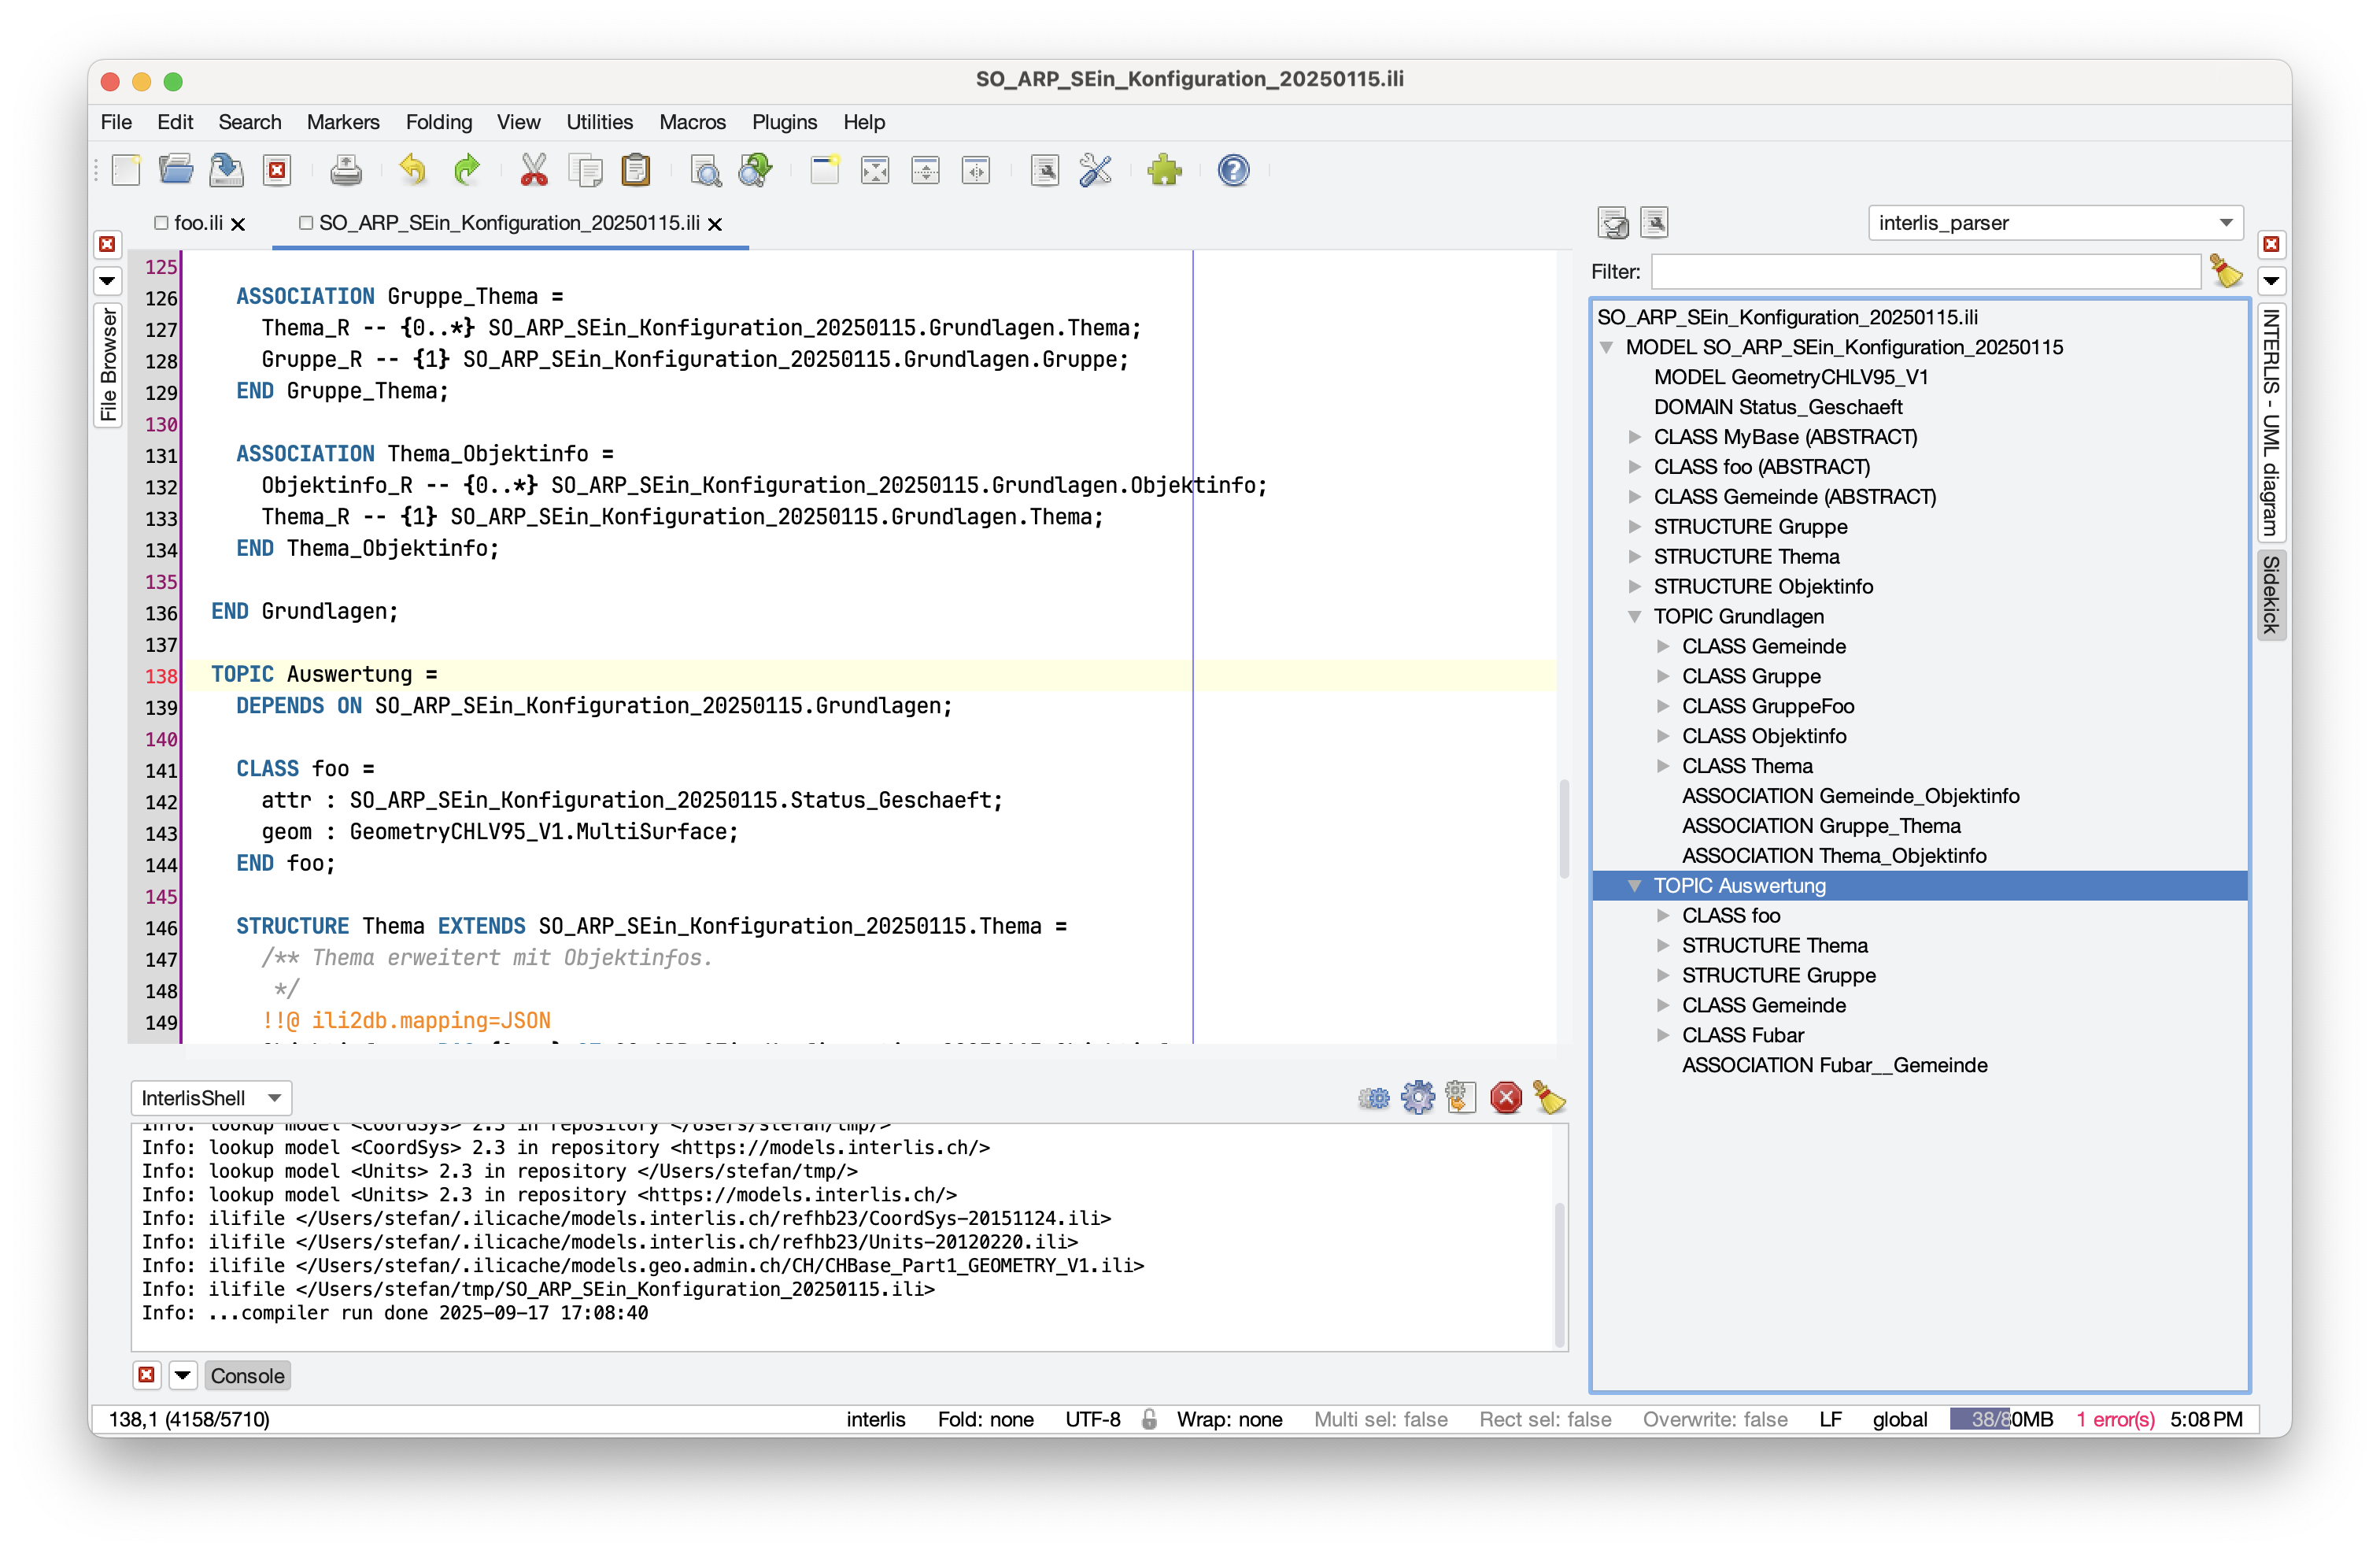 SO_ARP_SEin_Konfiguration_20250115.ili
File Edit Search Markers Folding View Utilities Macros Plugins Help
foo.ili
SO_ARP_SEin_Konfiguration_20250115.ili
File Browser
125
126 ASSOCIATION Gruppe_Thema =
127 Thema_R -- {0..*} SO_ARP_SEin_Konfiguration_20250115.Grundlagen.Thema;
128 Gruppe_R -- {1} SO_ARP_SEin_Konfiguration_20250115.Grundlagen.Gruppe;
129 END Gruppe_Thema;
130
131 ASSOCIATION Thema_Objektinfo =
132 Objektinfo_R -- {0..*} SO_ARP_SEin_Konfiguration_20250115.Grundlagen.Objektinfo;
133 Thema_R -- {1} SO_ARP_SEin_Konfiguration_20250115.Grundlagen.Thema;
134 END Thema_Objektinfo;
135
136 END Grundlagen;
137
138 TOPIC Auswertung =
139 DEPENDS ON SO_ARP_SEin_Konfiguration_20250115.Grundlagen;
140
141 CLASS foo =
142 attr : SO_ARP_SEin_Konfiguration_20250115.Status_Geschaeft;
143 geom : GeometryCHLV95_V1.MultiSurface;
144 END foo;
145
146 STRUCTURE Thema EXTENDS SO_ARP_SEin_Konfiguration_20250115.Thema =
147 /** Thema erweitert mit Objektinfos.
148 */
149 !!@ ili2db.mapping=JSON
InterlisShell
Info: lookup model <CoordSys> 2.3 in repository </Users/stefan/tmp/>
Info: lookup model <CoordSys> 2.3 in repository <https://models.interlis.ch/>
Info: lookup model <Units> 2.3 in repository </Users/stefan/tmp/>
Info: lookup model <Units> 2.3 in repository <https://models.interlis.ch/>
Info: ilifile </Users/stefan/.ilicache/models.interlis.ch/refhb23/CoordSys-20151124.ili>
Info: ilifile </Users/stefan/.ilicache/models.interlis.ch/refhb23/Units-20120220.ili>
Info: ilifile </Users/stefan/.ilicache/models.geo.admin.ch/CH/CHBase_Part1_GEOMETRY_V1.ili>
Info: ilifile </Users/stefan/tmp/SO_ARP_SEin_Konfiguration_20250115.ili>
Info: ...compiler run done 2025-09-17 17:08:40
Console
interlis_parser
Filter:
SO_ARP_SEin_Konfiguration_20250115.ili
MODEL SO_ARP_SEin_Konfiguration_20250115
MODEL GeometryCHLV95_V1
DOMAIN Status_Geschaeft
CLASS MyBase (ABSTRACT)
CLASS foo (ABSTRACT)
CLASS Gemeinde (ABSTRACT)
STRUCTURE Gruppe
STRUCTURE Thema
STRUCTURE Objektinfo
TOPIC Grundlagen
CLASS Gemeinde
CLASS Gruppe
CLASS GruppeFoo
CLASS Objektinfo
CLASS Thema
ASSOCIATION Gemeinde_Objektinfo
ASSOCIATION Gruppe_Thema
ASSOCIATION Thema_Objektinfo
TOPIC Auswertung
CLASS foo
STRUCTURE Thema
STRUCTURE Gruppe
CLASS Gemeinde
CLASS Fubar
ASSOCIATION Fubar__Gemeinde
INTERLIS - UML diagram
Sidekick
138,1 (4158/5710) interlis Fold: none UTF-8 Wrap: none Multi sel: false Rect sel: false Overwrite: false LF global 38/80MB 1 error(s) 5:08 PM